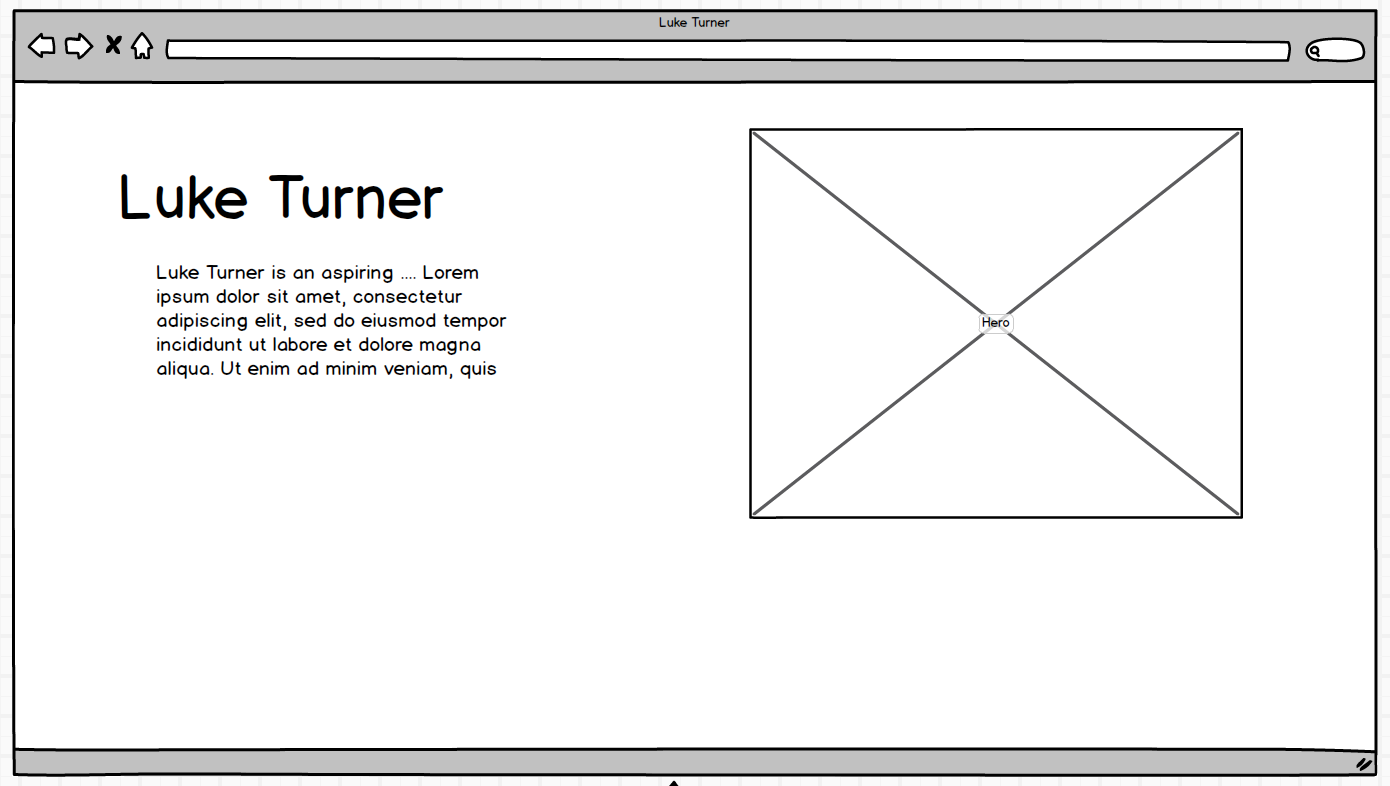 Luke Turner
Luke Turner
Luke Turner is an aspiring .... Lorem
ipsum dolor sit amet, consectetur
adipiscing elit, sed do eiusmod tempor
incididunt ut labore et dolore magna
aliqua. Ut enim ad minim veniam, quis
Hero